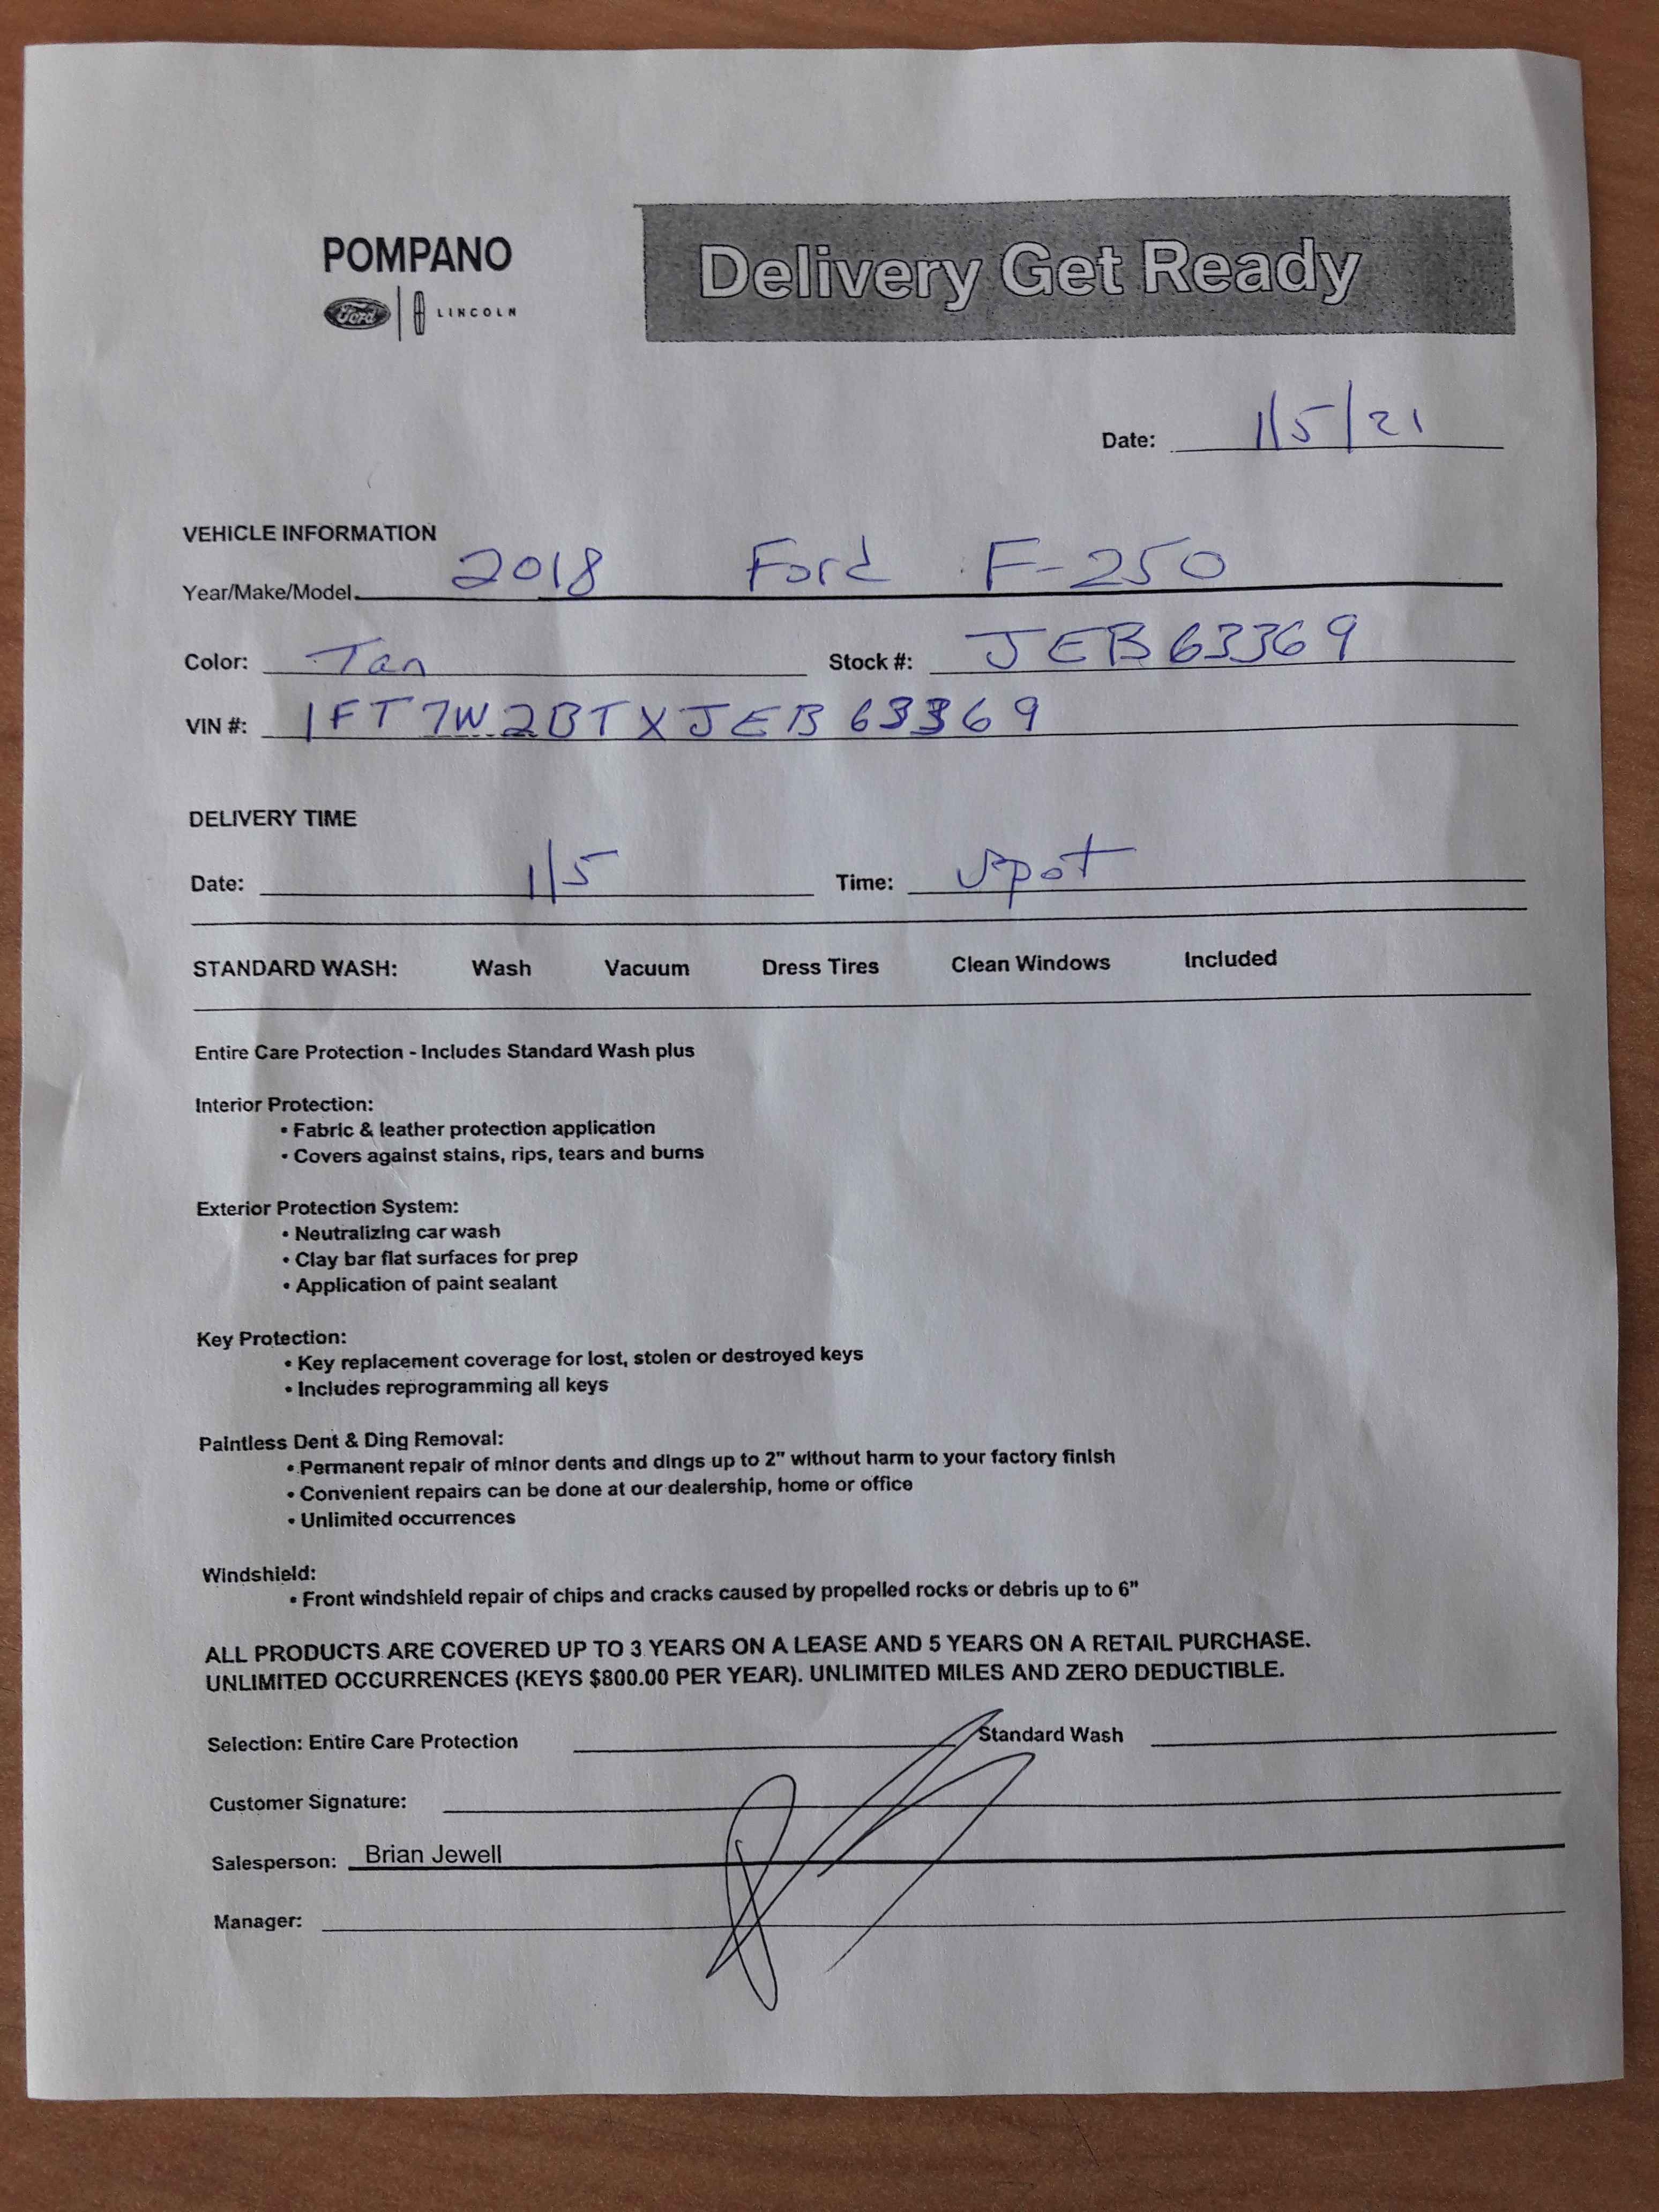 POMPANO
Ford LINCOLN
Delivery Get Ready
Date: 1/5/21
VEHICLE INFORMATION
Year/Make/Model 2018 Ford F-250
Color: Tan Stock #: JEB63369
VIN #: 1FT7W2BTXJEB63369
DELIVERY TIME
Date: 1/5 Time: Spot
STANDARD WASH: Wash Vacuum Dress Tires Clean Windows Included
Entire Care Protection - Includes Standard Wash plus
Interior Protection:
• Fabric & leather protection application
• Covers against stains, rips, tears and burns
Exterior Protection System:
• Neutralizing car wash
• Clay bar flat surfaces for prep
• Application of paint sealant
Key Protection:
• Key replacement coverage for lost, stolen or destroyed keys
• Includes reprogramming all keys
Paintless Dent & Ding Removal:
• Permanent repair of minor dents and dings up to 2" without harm to your factory finish
• Convenient repairs can be done at our dealership, home or office
• Unlimited occurrences
Windshield:
• Front windshield repair of chips and cracks caused by propelled rocks or debris up to 6"
ALL PRODUCTS ARE COVERED UP TO 3 YEARS ON A LEASE AND 5 YEARS ON A RETAIL PURCHASE.
UNLIMITED OCCURRENCES (KEYS $800.00 PER YEAR). UNLIMITED MILES AND ZERO DEDUCTIBLE.
Selection: Entire Care Protection Standard Wash
Customer Signature:
Salesperson: Brian Jewell
Manager: